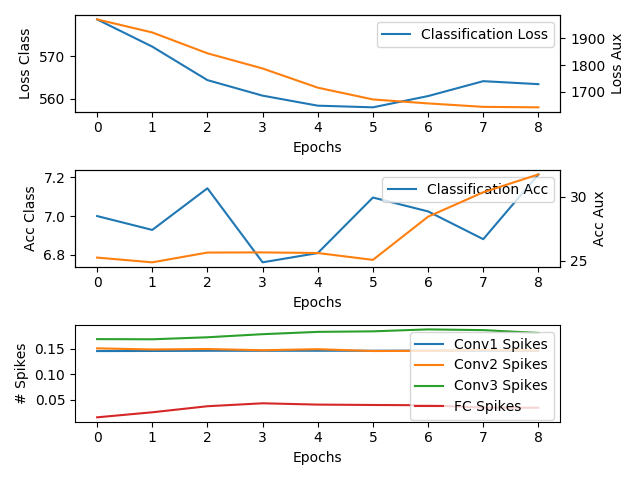 Loss Class
570
560
Classification Loss
1900
1800
1700
Loss Aux
0 1 2 3 4 5 6 7 8
Epochs
Acc Class
7.2
7.0
6.8
Classification Acc
30
25
Acc Aux
0 1 2 3 4 5 6 7 8
Epochs
# Spikes
0.15
0.10
0.05
Conv1 Spikes
Conv2 Spikes
Conv3 Spikes
FC Spikes
0 1 2 3 4 5 6 7 8
Epochs